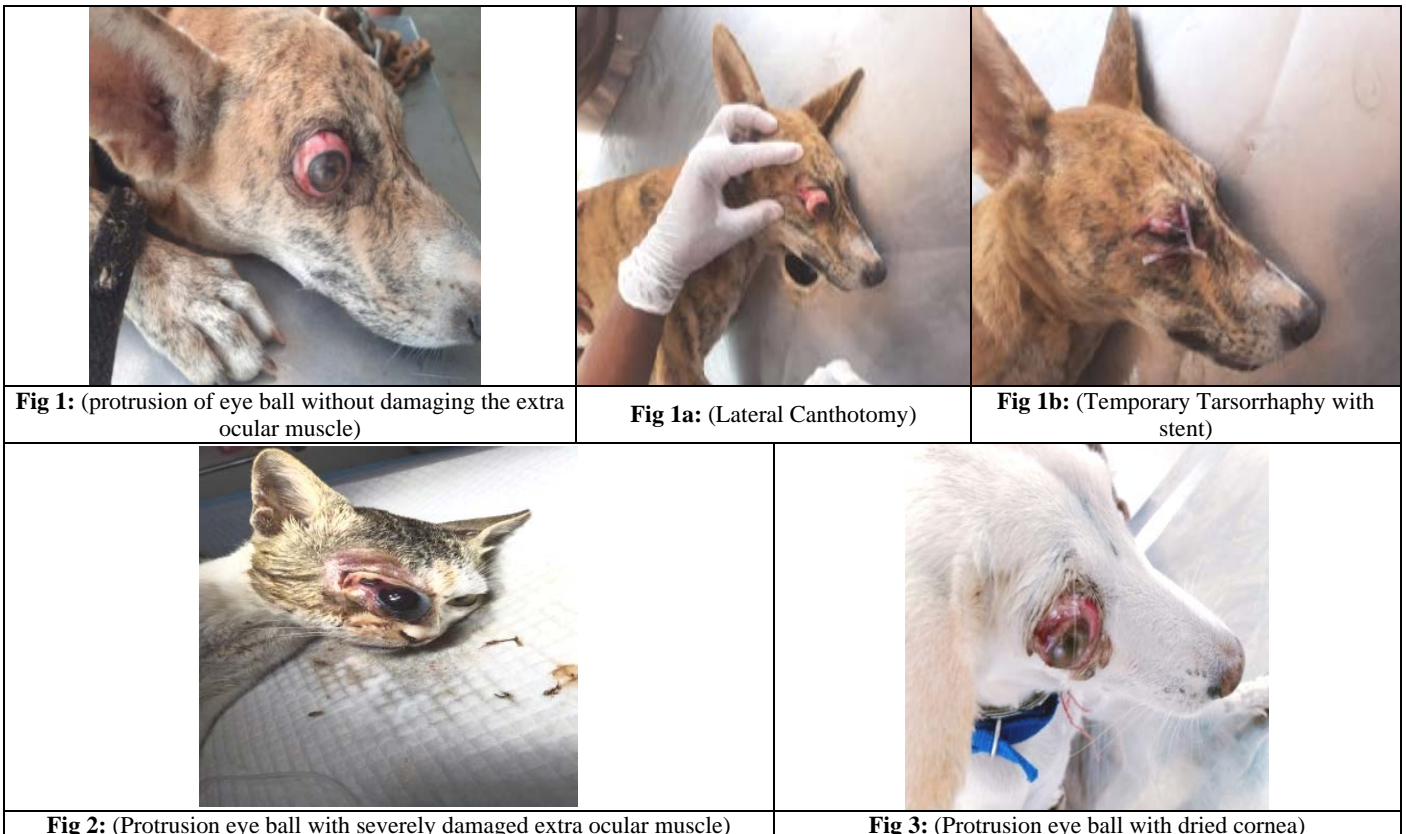 Fig 1: (protrusion of eye ball without damaging the extra
ocular muscle)
Fig 1a: (Lateral Canthotomy)
Fig 1b: (Temporary Tarsorrhaphy with
stent)
Fig 2: (Protrusion eye ball with severely damaged extra ocular muscle)
Fig 3: (Protrusion eye ball with dried cornea)